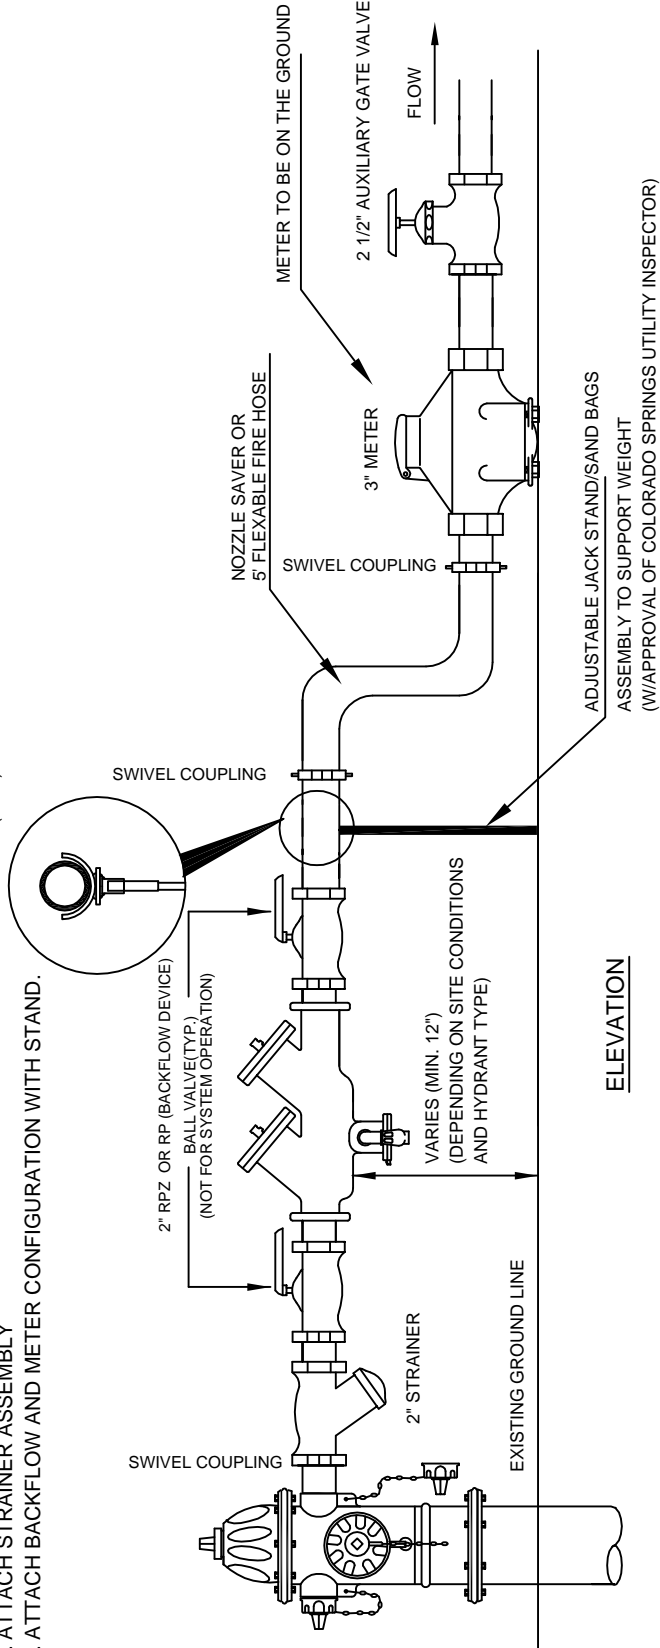 ATTACH STRAINER ASSEMBLY
ATTACH BACKFLOW AND METER CONFIGURATION WITH STAND.
2" RPZ OR RP (BACKFLOW DEVICE)
BALL VALVE(TYP.)
(NOT FOR SYSTEM OPERATION)
SWIVEL COUPLING
NOZZLE SAVER OR
5' FLEXABLE FIRE HOSE
METER TO BE ON THE GROUND
2 1/2" AUXILIARY GATE VALVE
FLOW
SWIVEL COUPLING
3" METER
SWIVEL COUPLING
2" STRAINER
VARIES (MIN. 12")
(DEPENDING ON SITE CONDITIONS
AND HYDRANT TYPE)
EXISTING GROUND LINE
ADJUSTABLE JACK STAND/SAND BAGS
ASSEMBLY TO SUPPORT WEIGHT
(W/APPROVAL OF COLORADO SPRINGS UTILITY INSPECTOR)
ELEVATION